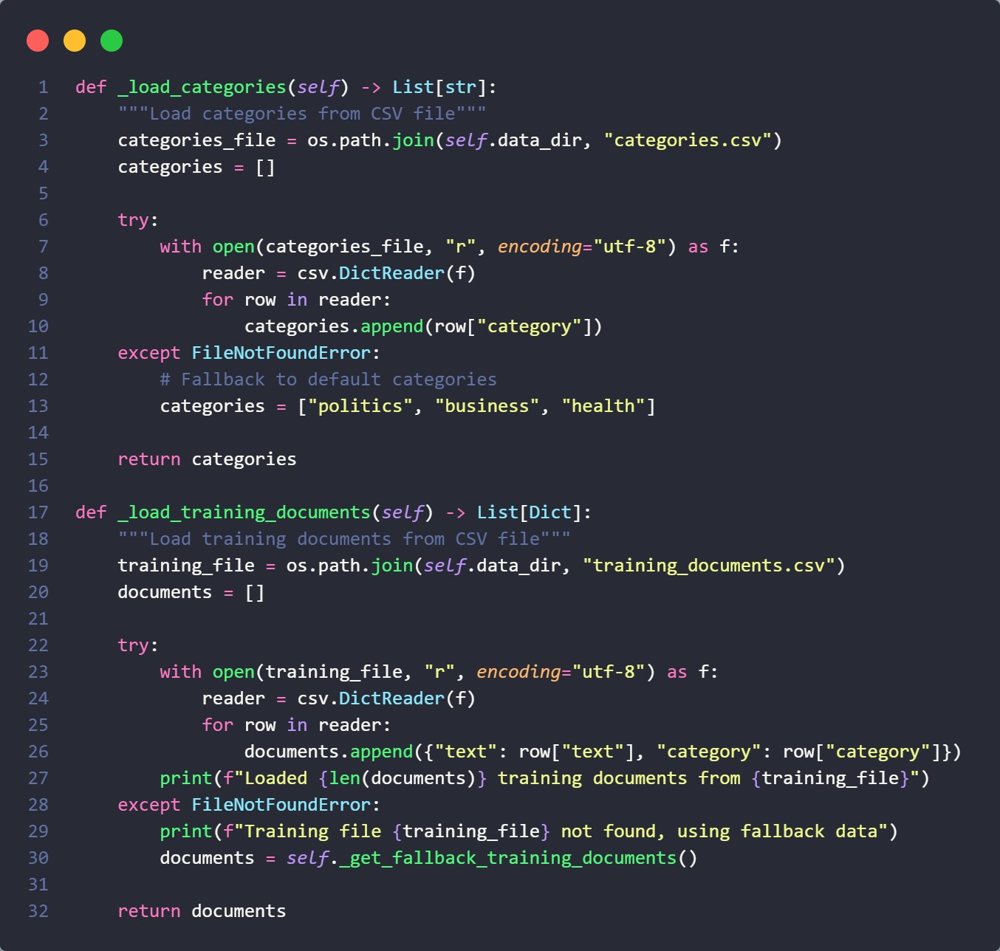 1 def _load_categories(self) -> List[str]:
2     """Load categories from CSV file"""
3     categories_file = os.path.join(self.data_dir, "categories.csv")
4     categories = []
5
6     try:
7         with open(categories_file, "r", encoding="utf-8") as f:
8             reader = csv.DictReader(f)
9             for row in reader:
10                 categories.append(row["category"])
11     except FileNotFoundError:
12         # Fallback to default categories
13         categories = ["politics", "business", "health"]
14
15     return categories
16
17 def _load_training_documents(self) -> List[Dict]:
18     """Load training documents from CSV file"""
19     training_file = os.path.join(self.data_dir, "training_documents.csv")
20     documents = []
21
22     try:
23         with open(training_file, "r", encoding="utf-8") as f:
24             reader = csv.DictReader(f)
25             for row in reader:
26                 documents.append({"text": row["text"], "category": row["category"]})
27         print(f"Loaded {len(documents)} training documents from {training_file}")
28     except FileNotFoundError:
29         print(f"Training file {training_file} not found, using fallback data")
30         documents = self._get_fallback_training_documents()
31
32     return documents